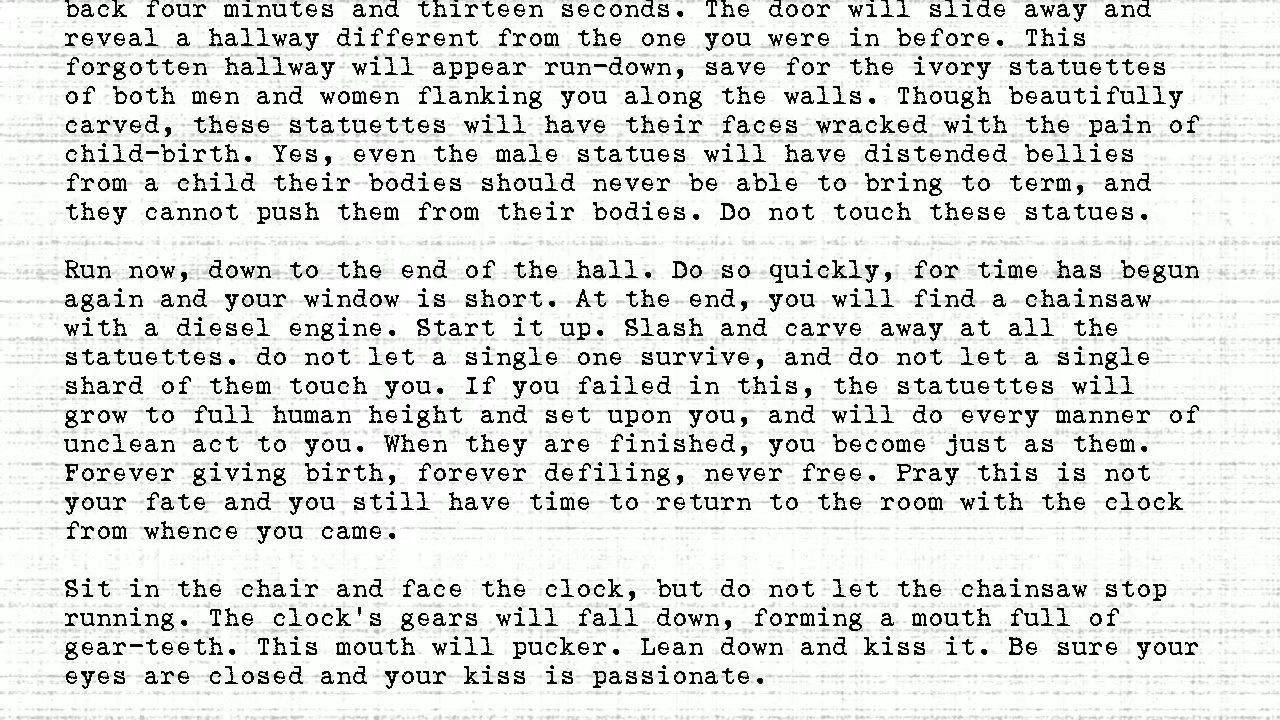 back four minutes and thirteen seconds. The door will slide away and
reveal a hallway different from the one you were in before. This
forgotten hallway will appear run-down, save for the ivory statuettes
of both men and women flanking you along the walls. Though beautifully
carved, these statuettes will have their faces wracked with the pain of
child-birth. Yes, even the male statues will have distended bellies
from a child their bodies should never be able to bring to term, and
they cannot push them from their bodies. Do not touch these statues.

Run now, down to the end of the hall. Do so quickly, for time has begun
again and your window is short. At the end, you will find a chainsaw
with a diesel engine. Start it up. Slash and carve away at all the
statuettes. do not let a single one survive, and do not let a single
shard of them touch you. If you failed in this, the statuettes will
grow to full human height and set upon you, and will do every manner of
unclean act to you. When they are finished, you become just as them.
Forever giving birth, forever defiling, never free. Pray this is not
your fate and you still have time to return to the room with the clock
from whence you came.

Sit in the chair and face the clock, but do not let the chainsaw stop
running. The clock's gears will fall down, forming a mouth full of
gear-teeth. This mouth will pucker. Lean down and kiss it. Be sure your
eyes are closed and your kiss is passionate.